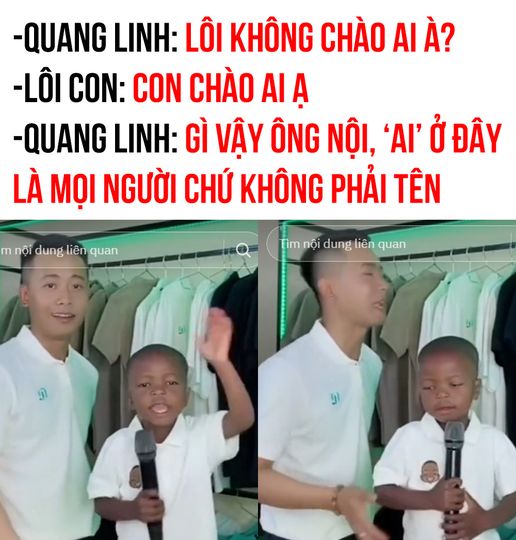 -QUANG LINH: LÔI KHÔNG CHÀO AI À?
-LÔI CON: CON CHÀO AI Ạ
-QUANG LINH: GÌ VẬY ÔNG NỘI, ‘AI’ Ở ĐÂY
LÀ MỌI NGƯỜI CHỨ KHÔNG PHẢI TÊN
m nội dung liên quan
Tìm nội dung liên quan